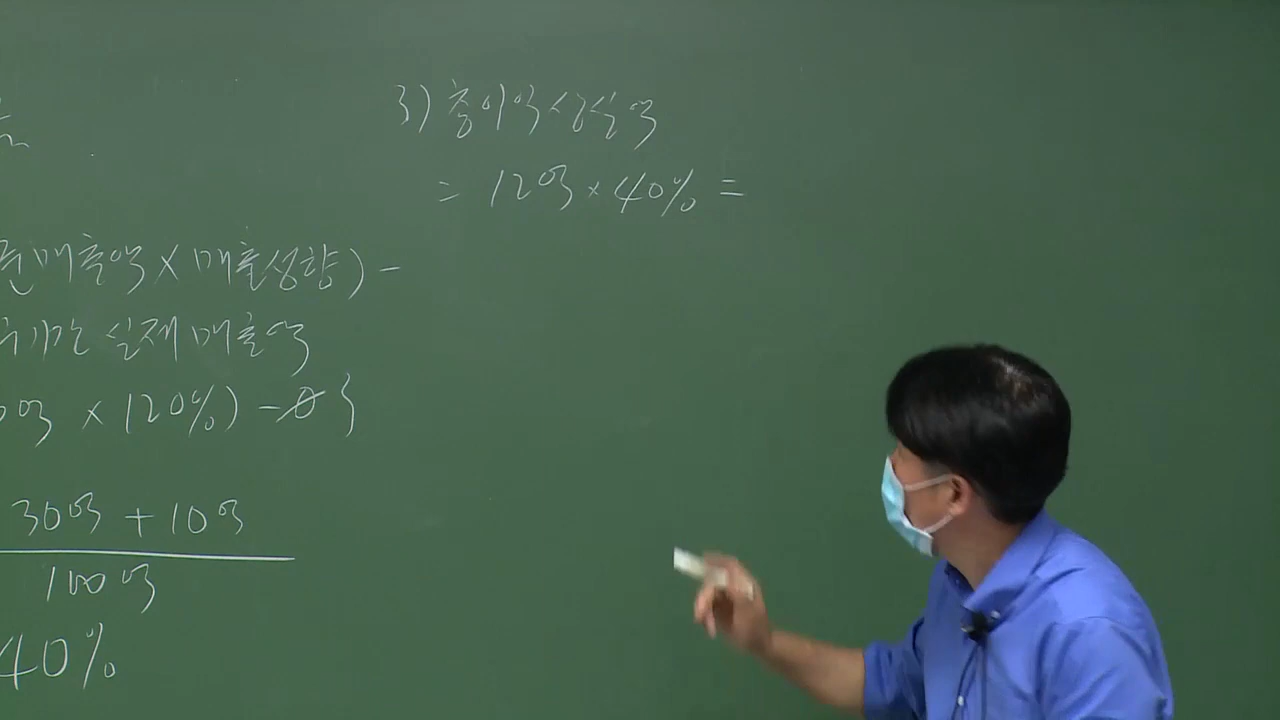 3) 총이익상실액
= 12억 × 40% =
매출액 × 매출성향) -
기간 실제 매출액
0억 × 120%) - 0 }
30억 + 10억
100억
40%